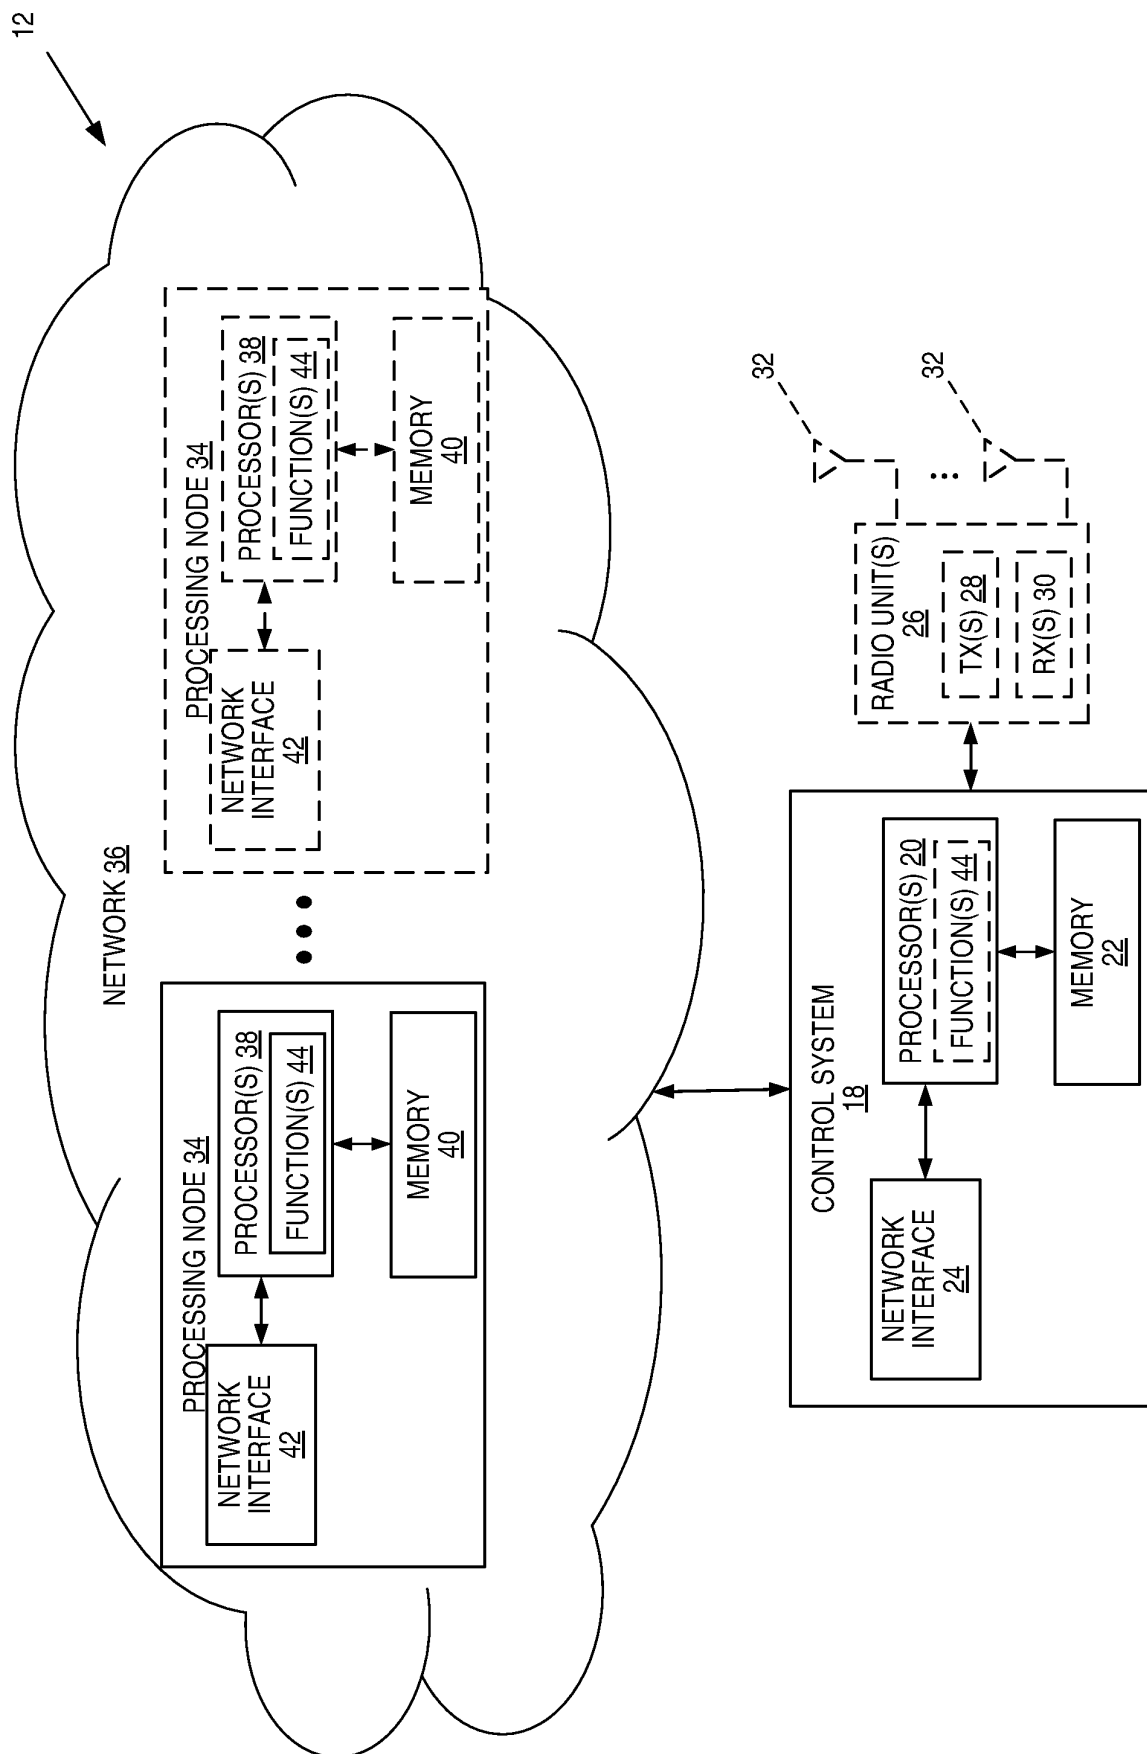 12
NETWORK 36
PROCESSING NODE 34
NETWORK
INTERFACE
42
PROCESSOR(S) 38
FUNCTION(S) 44
MEMORY
40
PROCESSING NODE 34
NETWORK
INTERFACE
42
PROCESSOR(S) 38
FUNCTION(S) 44
MEMORY
40
CONTROL SYSTEM
18
NETWORK
INTERFACE
24
PROCESSOR(S) 20
FUNCTION(S) 44
MEMORY
22
RADIO UNIT(S)
26
TX(S) 28
RX(S) 30
32
32